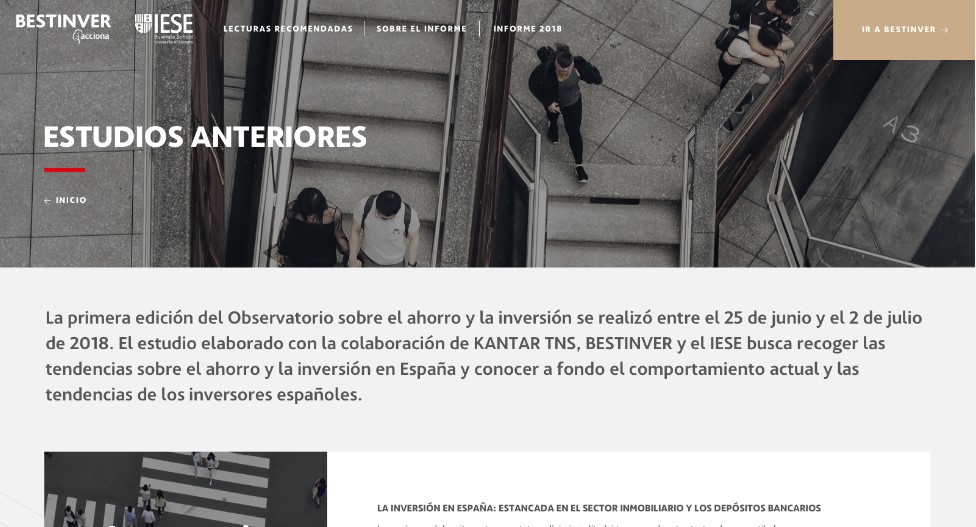 BESTINVER
acciona
IESE
Business School
University of Navarra
LECTURAS RECOMENDADAS
SOBRE EL INFORME
INFORME 2018
IR A BESTINVER →
A3
ESTUDIOS ANTERIORES
← INICIO
La primera edición del Observatorio sobre el ahorro y la inversión se realizó entre el 25 de junio y el 2 de julio
de 2018. El estudio elaborado con la colaboración de KANTAR TNS, BESTINVER y el IESE busca recoger las
tendencias sobre el ahorro y la inversión en España y conocer a fondo el comportamiento actual y las
tendencias de los inversores españoles.
LA INVERSIÓN EN ESPAÑA: ESTANCADA EN EL SECTOR INMOBILIARIO Y LOS DEPÓSITOS BANCARIOS